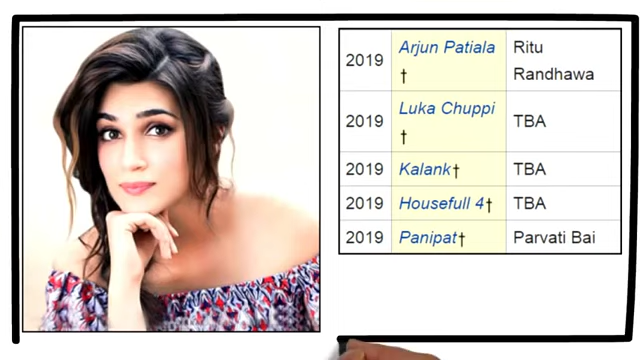 2019 Arjun Patiala † Ritu Randhawa
2019 Luka Chuppi † TBA
2019 Kalank† TBA
2019 Housefull 4† TBA
2019 Panipat† Parvati Bai